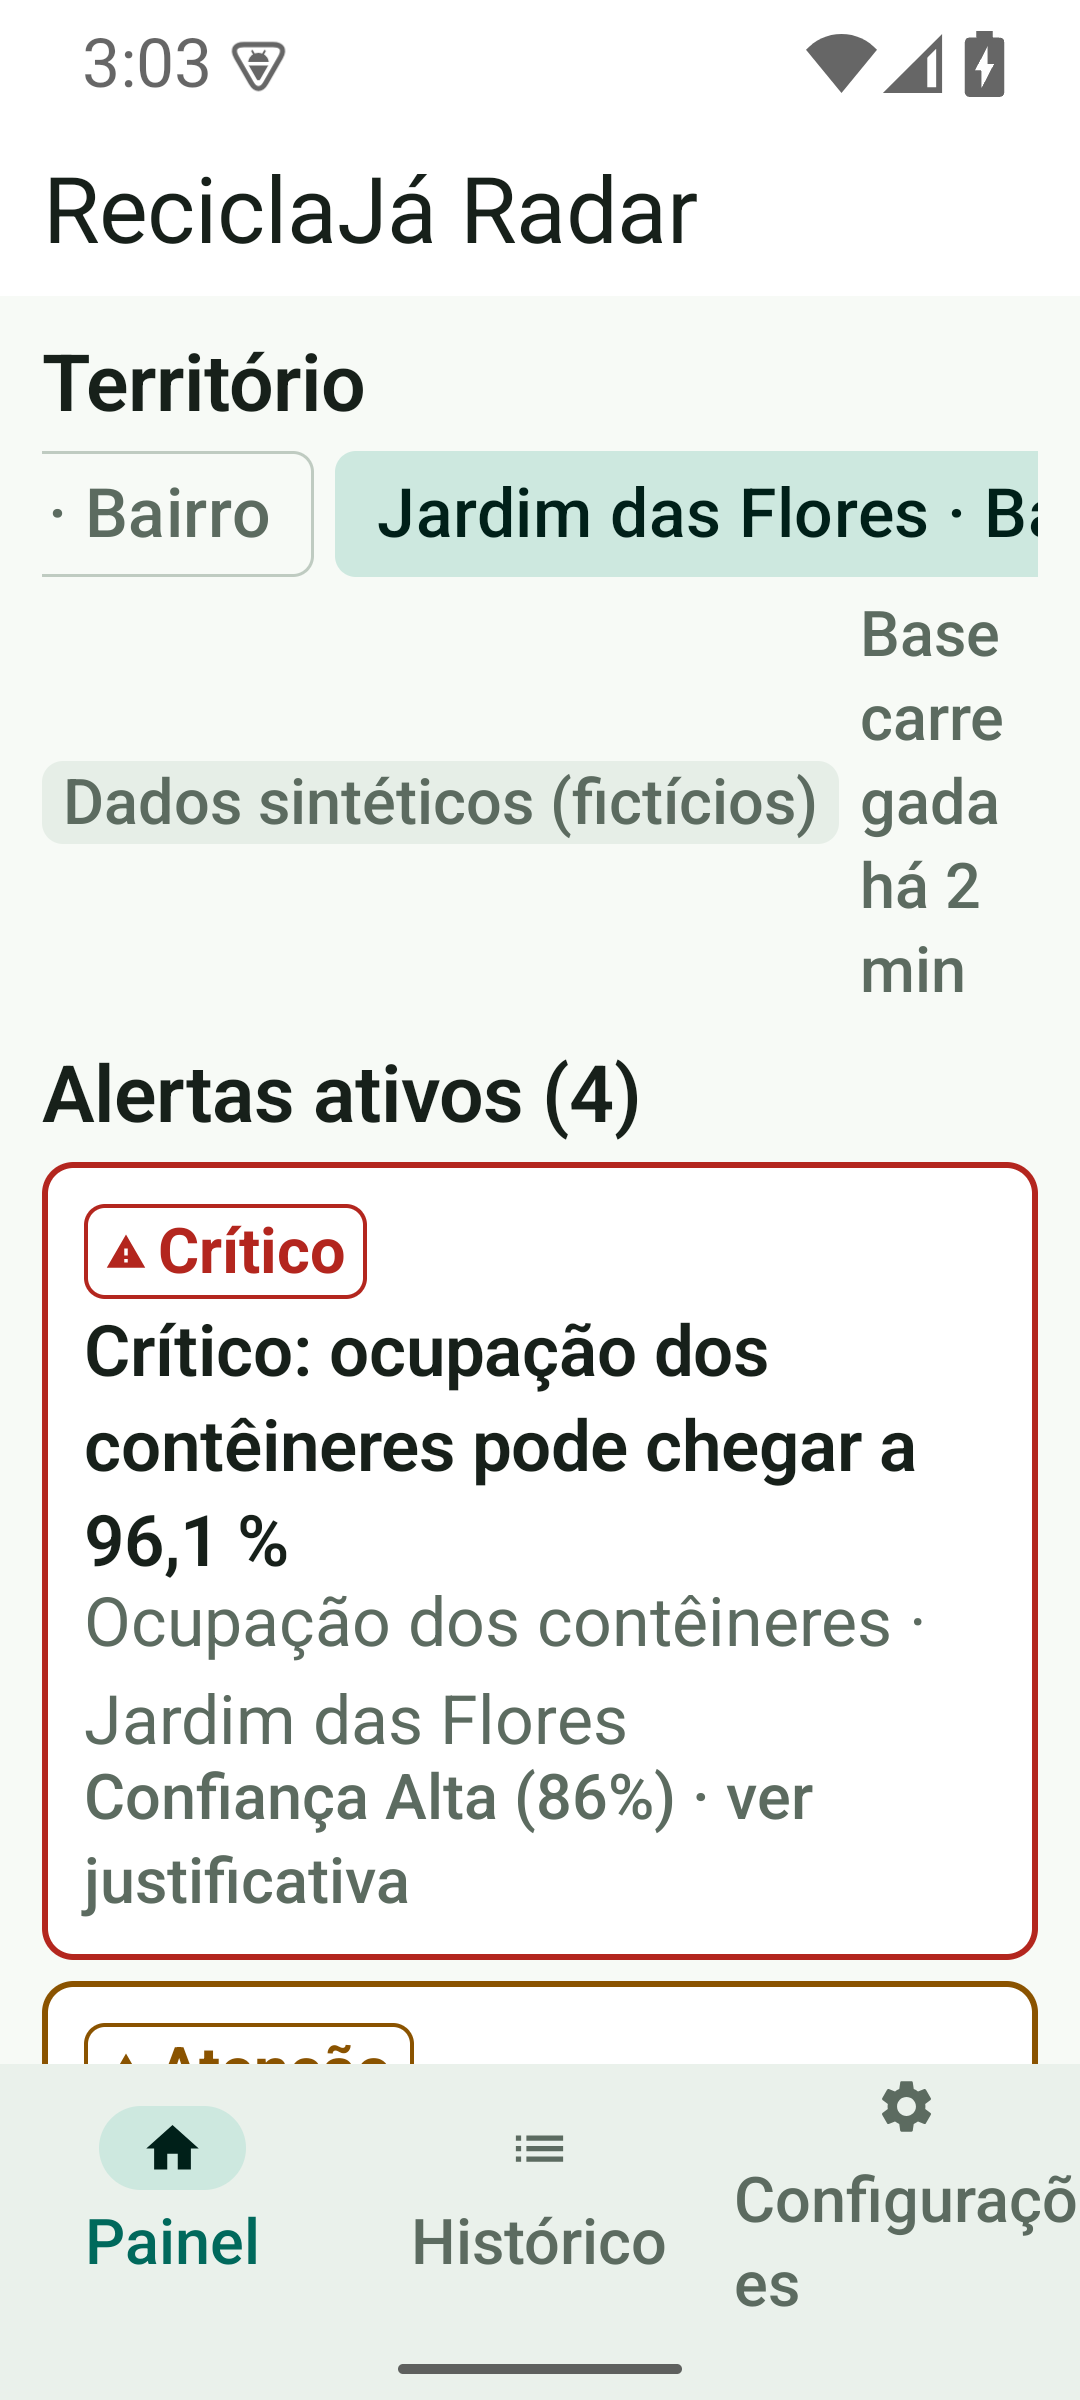 3:03
ReciclaJá Radar
Território
· Bairro
Jardim das Flores · Ba
Dados sintéticos (fictícios)
Base
carre
gada
há 2
min
Alertas ativos (4)
Crítico
Crítico: ocupação dos
contêineres pode chegar a
96,1 %
Ocupação dos contêineres ·
Jardim das Flores
Confiança Alta (86%) · ver
justificativa
Atenção
Painel
Histórico
Configuraçõ
es